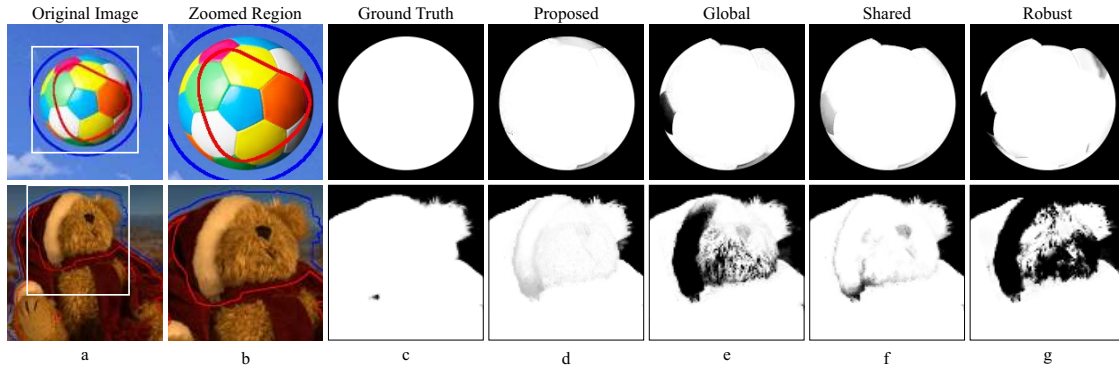 Original Image Zoomed Region Ground Truth Proposed Global Shared Robust
a b c d e f g